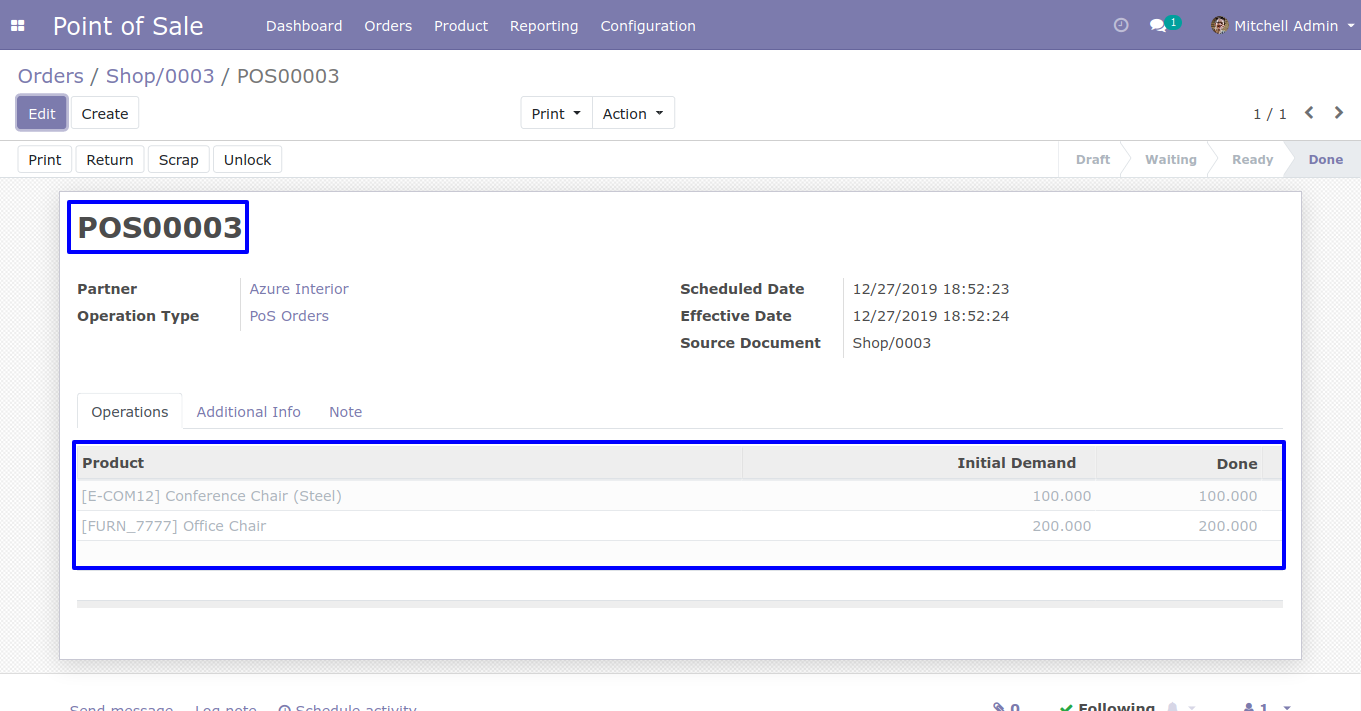 Point of Sale Dashboard Orders Product Reporting Configuration 1 Mitchell Admin
Orders / Shop/0003 / POS00003
Edit Create Print Action 1 / 1
Print Return Scrap Unlock Draft Waiting Ready Done
POS00003
Partner Azure Interior Scheduled Date 12/27/2019 18:52:23
Operation Type PoS Orders Effective Date 12/27/2019 18:52:24
Source Document Shop/0003
Operations Additional Info Note
Product Initial Demand Done
[E-COM12] Conference Chair (Steel) 100.000 100.000
[FURN_7777] Office Chair 200.000 200.000
Send message Log note Schedule activity 0 Following 1